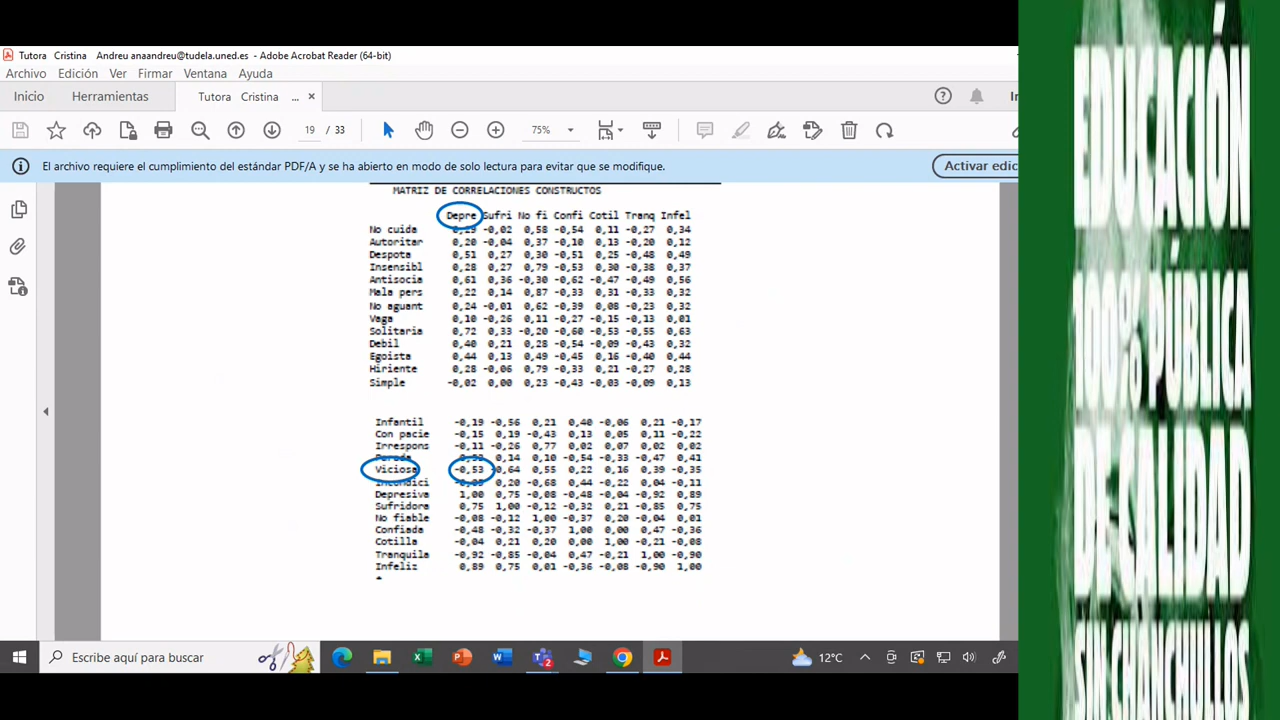 Tutora Cristina Andreu anaandreu@tudela.uned.es - Adobe Acrobat Reader (64-bit)
Archivo Edición Ver Firmar Ventana Ayuda
Inicio Herramientas Tutora Cristina ... ×
19 / 33 75%
El archivo requiere el cumplimiento del estándar PDF/A y se ha abierto en modo de solo lectura para evitar que se modifique. Activar edic
MATRIZ DE CORRELACIONES CONSTRUCTOS
Depre Sufri No fi Confi Cotil Tranq Infel
No cuida 0,29 -0,02 0,58 -0,54 0,11 -0,27 0,34
Autoritar 0,20 -0,04 0,37 -0,10 0,13 -0,20 0,12
Despota 0,51 0,27 0,30 -0,51 0,25 -0,48 0,49
Insensibl 0,28 0,27 0,79 -0,53 0,30 -0,38 0,37
Antisocia 0,61 0,36 -0,30 -0,62 -0,47 -0,49 0,56
Mala pers 0,22 0,14 0,87 -0,33 0,31 -0,33 0,32
No aguant 0,24 -0,01 0,62 -0,39 0,08 -0,23 0,32
Vaga 0,10 -0,26 0,11 -0,27 -0,15 -0,13 0,01
Solitaria 0,72 0,33 -0,20 -0,60 -0,53 -0,55 0,63
Debil 0,40 0,21 0,28 -0,54 -0,09 -0,43 0,32
Egoista 0,44 0,13 0,49 -0,45 0,16 -0,40 0,44
Hiriente 0,28 -0,06 0,79 -0,33 0,21 -0,27 0,28
Simple -0,02 0,00 0,23 -0,43 -0,03 -0,09 0,13
Infantil -0,19 -0,56 0,21 0,40 -0,06 0,21 -0,17
Con pacie -0,15 0,19 -0,43 0,13 0,05 0,11 -0,22
Irrespons -0,11 -0,26 0,77 0,02 0,07 0,02 0,02
0,14 0,10 -0,54 -0,33 -0,47 0,41
Viciosa -0,53 -0,64 0,55 0,22 0,16 0,39 -0,35
Incondici 0,20 -0,68 0,44 -0,22 0,04 -0,11
Depresiva 1,00 0,75 -0,08 -0,48 -0,04 -0,92 0,89
Sufridora 0,75 1,00 -0,12 -0,32 0,21 -0,85 0,75
No fiable -0,08 -0,12 1,00 -0,37 0,20 -0,04 0,01
Confiada -0,48 -0,32 -0,37 1,00 0,00 0,47 -0,36
Cotilla -0,04 0,21 0,20 0,00 1,00 -0,21 -0,08
Tranquila -0,92 -0,85 -0,04 0,47 -0,21 1,00 -0,90
Infeliz 0,89 0,75 0,01 -0,36 -0,08 -0,90 1,00
Escribe aquí para buscar 12°C
EDUCACIÓN
100% PÚBLICA
DE CALIDAD
SIN CHANCHULLOS